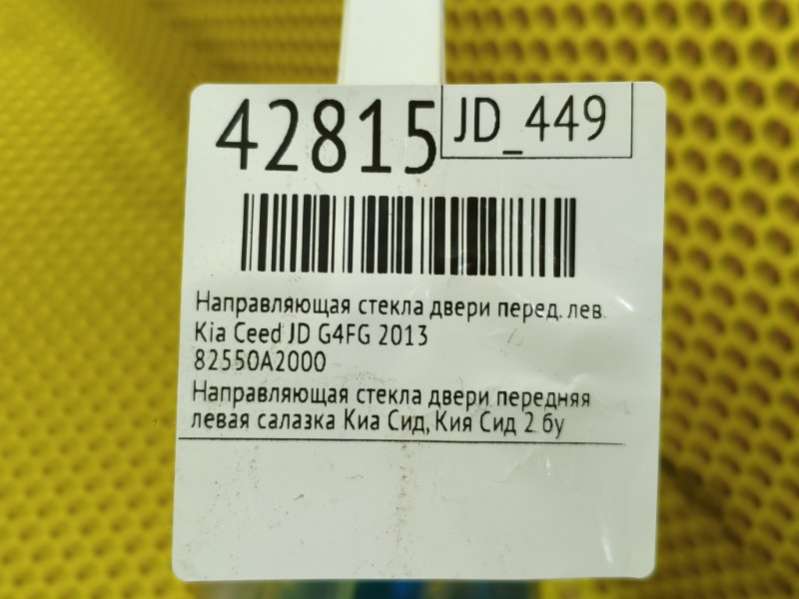 42815
JD_449
Направляющая стекла двери перед. лев.
Kia Ceed JD G4FG 2013
82550A2000
Направляющая стекла двери передняя
левая салазка Киа Сид, Кия Сид 2 бу